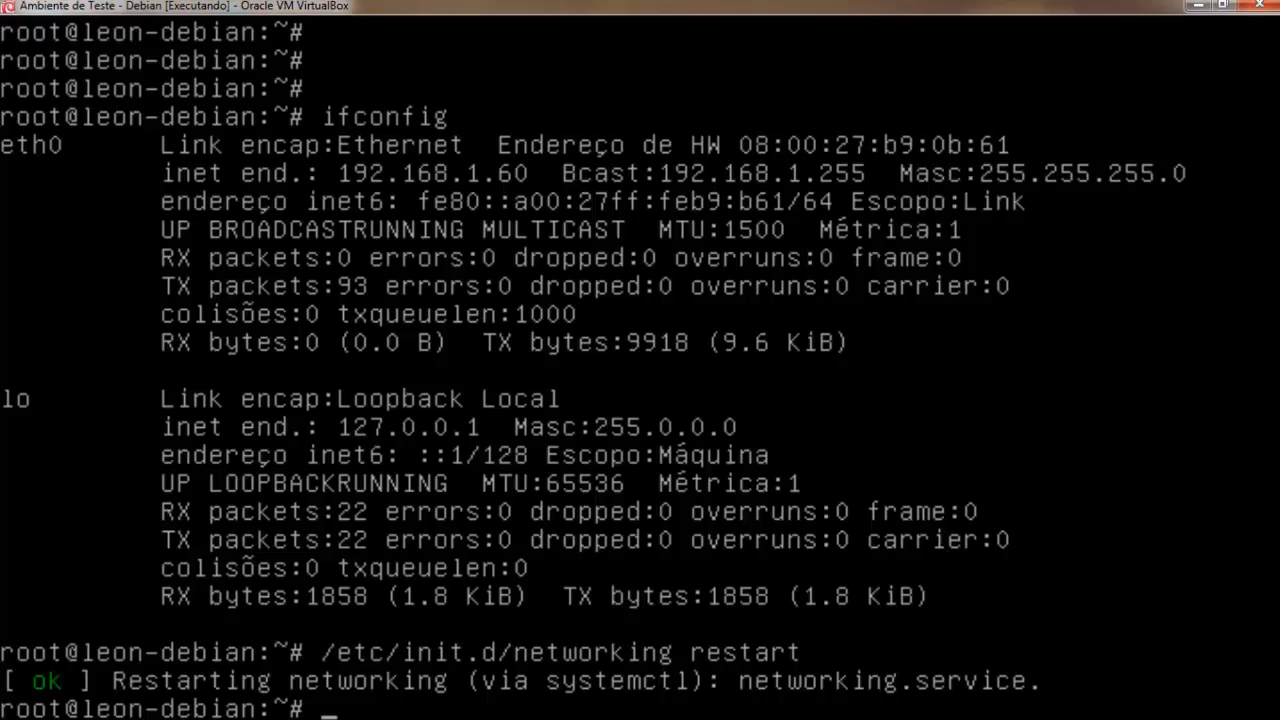 Ambiente de Teste - Debian [Executando] - Oracle VM VirtualBox
root@leon-debian:~#
root@leon-debian:~#
root@leon-debian:~#
root@leon-debian:~# ifconfig
eth0 Link encap:Ethernet Endereço de HW 08:00:27:b9:0b:61
inet end.: 192.168.1.60 Bcast:192.168.1.255 Masc:255.255.255.0
endereço inet6: fe80::a00:27ff:feb9:b61/64 Escopo:Link
UP BROADCASTRUNNING MULTICAST MTU:1500 Métrica:1
RX packets:0 errors:0 dropped:0 overruns:0 frame:0
TX packets:93 errors:0 dropped:0 overruns:0 carrier:0
colisões:0 txqueuelen:1000
RX bytes:0 (0.0 B) TX bytes:9918 (9.6 KiB)
lo Link encap:Loopback Local
inet end.: 127.0.0.1 Masc:255.0.0.0
endereço inet6: ::1/128 Escopo:Máquina
UP LOOPBACKRUNNING MTU:65536 Métrica:1
RX packets:22 errors:0 dropped:0 overruns:0 frame:0
TX packets:22 errors:0 dropped:0 overruns:0 carrier:0
colisões:0 txqueuelen:0
RX bytes:1858 (1.8 KiB) TX bytes:1858 (1.8 KiB)
root@leon-debian:~# /etc/init.d/networking restart
[ ok ] Restarting networking (via systemctl): networking.service.
root@leon-debian:~# _